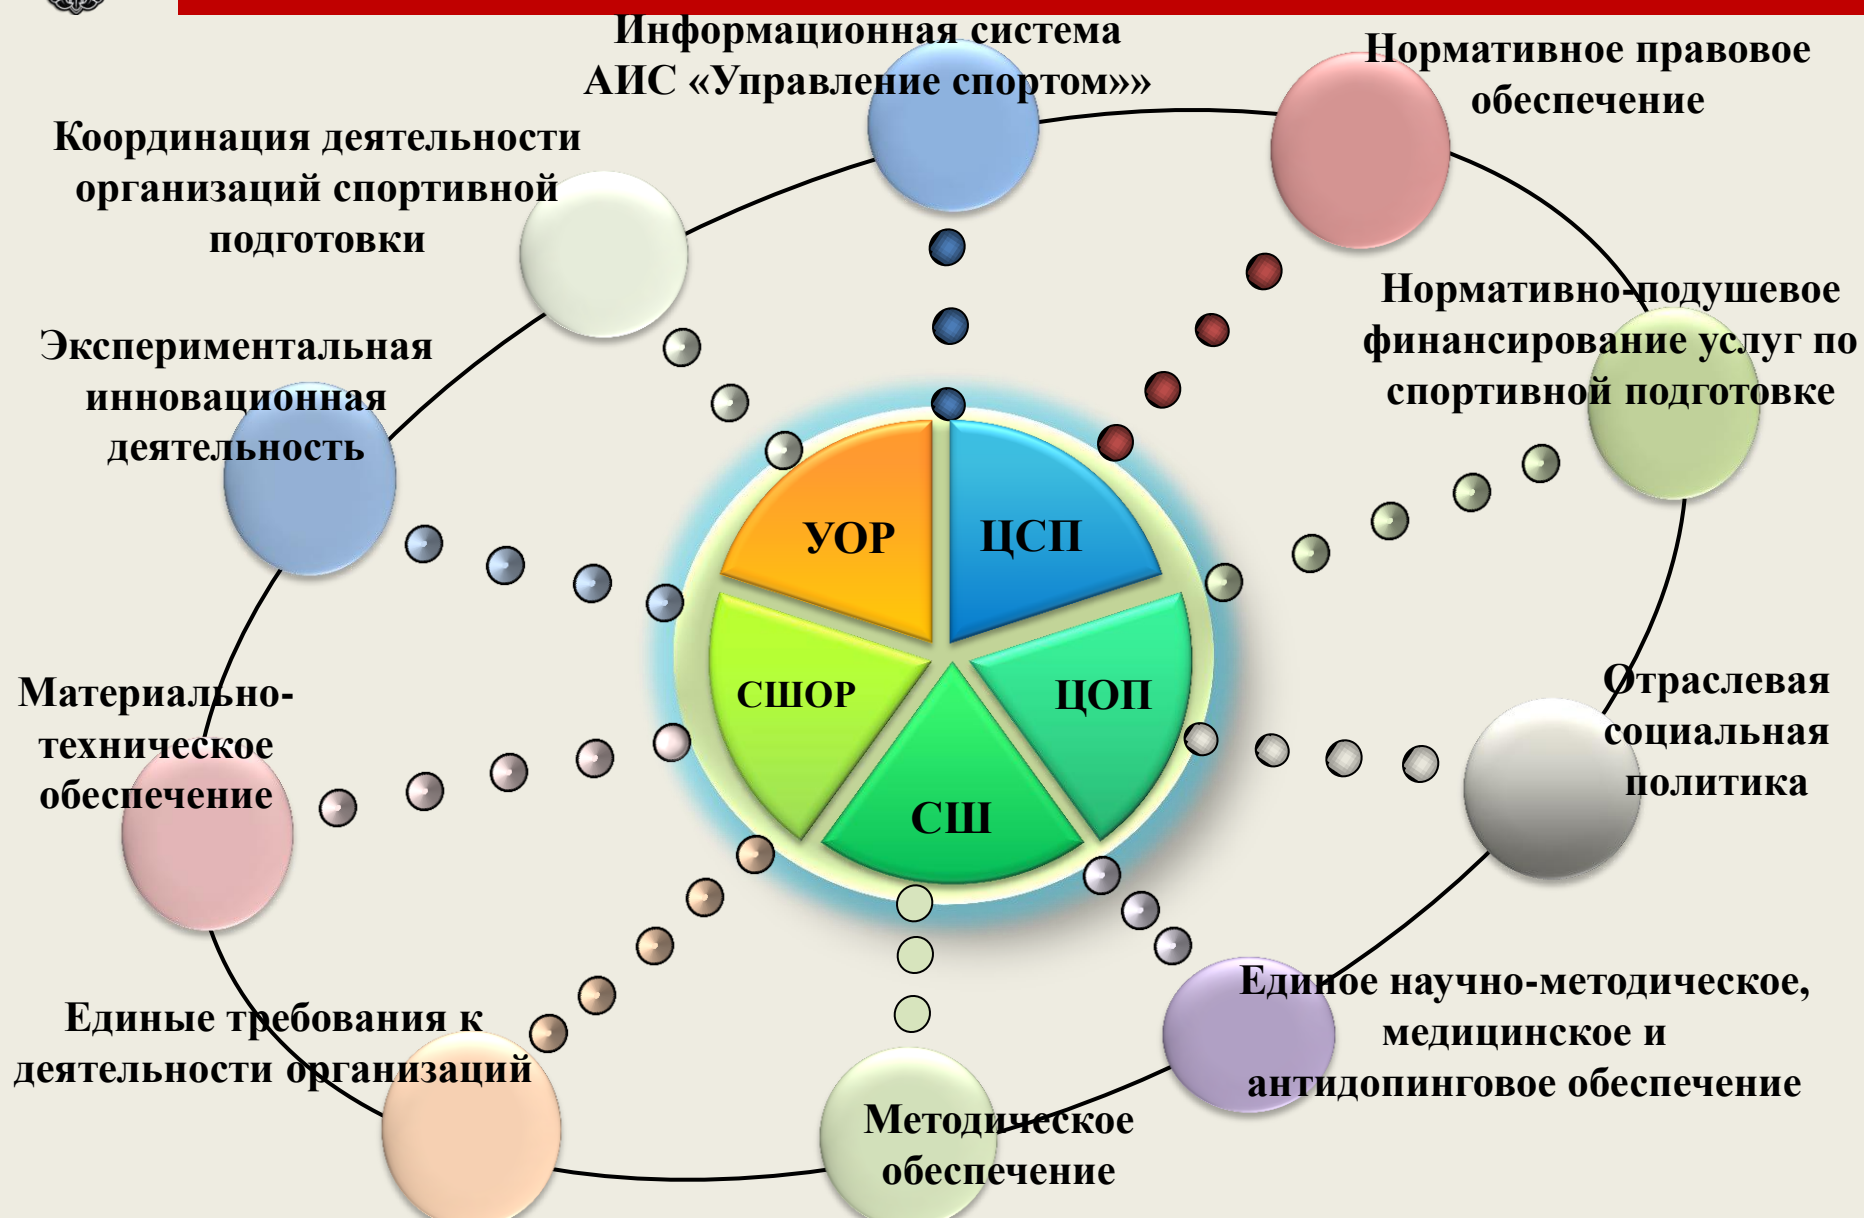 Информационная система
АИС «Управление спортом»»
Нормативное правовое
обеспечение
Координация деятельности
организаций спортивной
подготовки
Нормативно-подушевое
финансирование услуг по
спортивной подготовке
Экспериментальная
инновационная
деятельность
УОР
ЦСП
СШОР
ЦОП
СШ
Отраслевая
социальная
политика
Материально-
техническое
обеспечение
Единое научно-методическое,
медицинское и
антидопинговое обеспечение
Единые требования к
деятельности организаций
Методическое
обеспечение